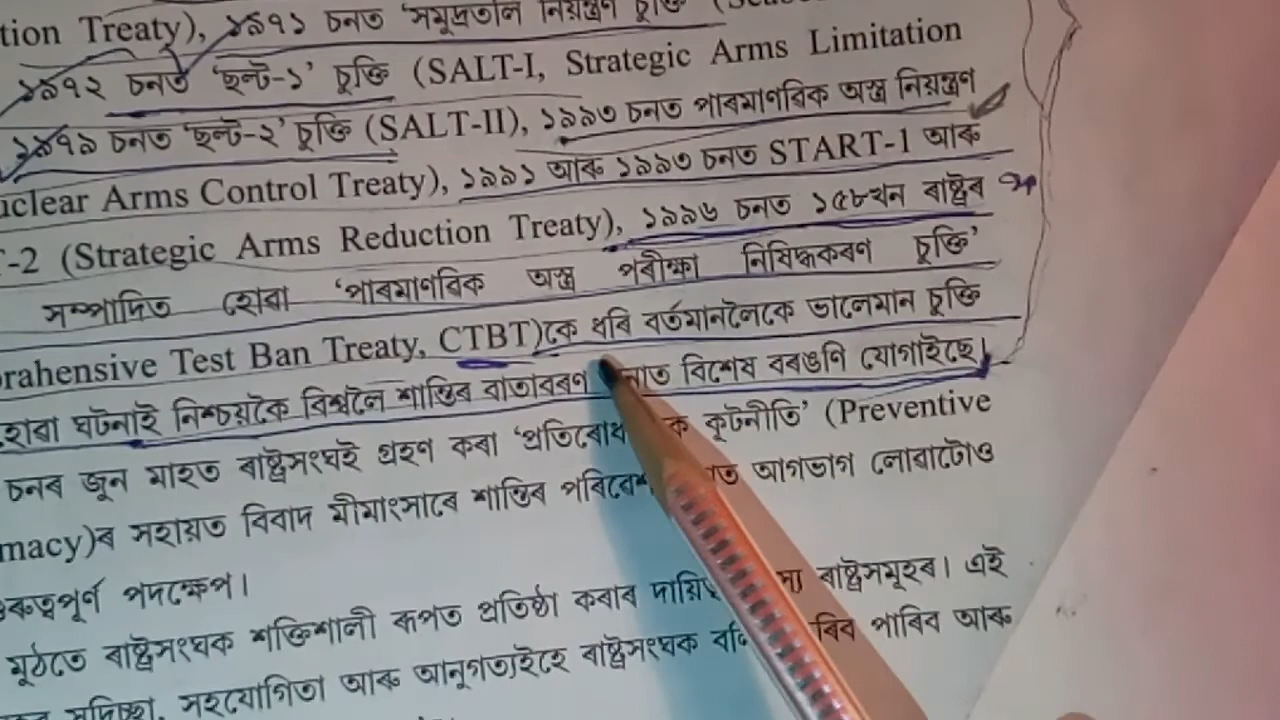 tion Treaty), ১৯৭১ চনত 'সমুদ্ৰতল নিয়ন্ত্ৰণ চুক্তি
১৯৭২ চনত 'ছল্ট-১' চুক্তি (SALT-I, Strategic Arms Limitation
১৯৭৯ চনত 'ছল্ট-২' চুক্তি (SALT-II), ১৯৯৩ চনত পাৰমাণৱিক অস্ত্ৰ নিয়ন্ত্ৰণ
uclear Arms Control Treaty), ১৯৯১ আৰু ১৯৯৩ চনত START-1 আৰু
-2 (Strategic Arms Reduction Treaty), ১৯৯৬ চনত ১৫৮খন ৰাষ্ট্ৰৰ
সম্পাদিত হোৱা 'পাৰমাণৱিক অস্ত্ৰ পৰীক্ষা নিষিদ্ধকৰণ চুক্তি'
rahensive Test Ban Treaty, CTBT)কে ধৰি বৰ্তমানলৈকে ভালেমান চুক্তি
হোৱা ঘটনাই নিশ্চয়কৈ বিশ্বলৈ শান্তিৰ বাতাবৰণ নাত বিশেষ বৰঙণি যোগাইছে।
চনৰ জুন মাহত ৰাষ্ট্ৰসংঘই গ্ৰহণ কৰা 'প্ৰতিৰোধ ক কূটনীতি' (Preventive
macy)ৰ সহায়ত বিবাদ মীমাংসাৰে শান্তিৰ পৰিবেশ ত আগভাগ লোৱাটোও
গুৰুত্বপূৰ্ণ পদক্ষেপ।
মুঠতে ৰাষ্ট্ৰসংঘক শক্তিশালী ৰূপত প্ৰতিষ্ঠা কৰাৰ দায়ি ৰাষ্ট্ৰসমূহৰ। এই
সদিচ্ছা, সহযোগিতা আৰু আনুগত্যইহে ৰাষ্ট্ৰসংঘক ৰিব পাৰিব আৰু